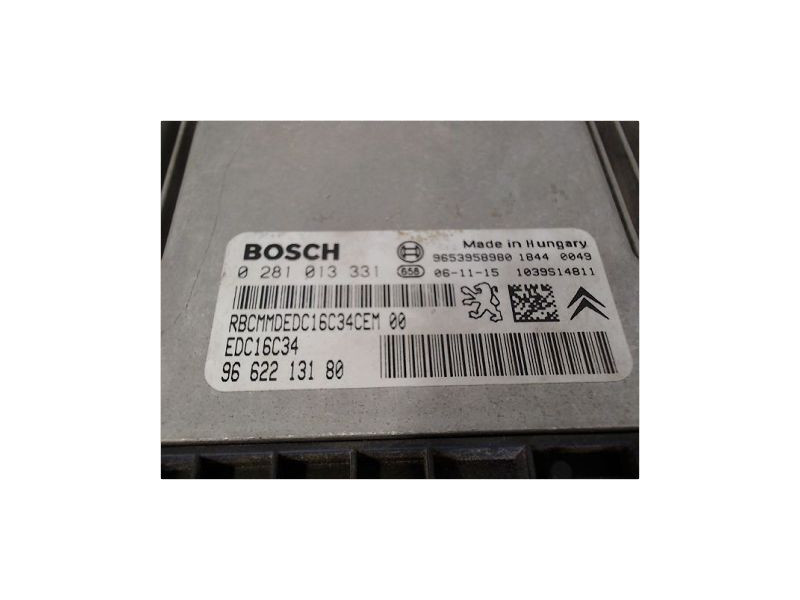 BOSCH
Made in Hungary
9653958980 1844 0049
0 281 013 331
658
06-11-15
1039S14811
RBCMMDEDC16C34CEM 00
EDC16C34
96 622 131 80